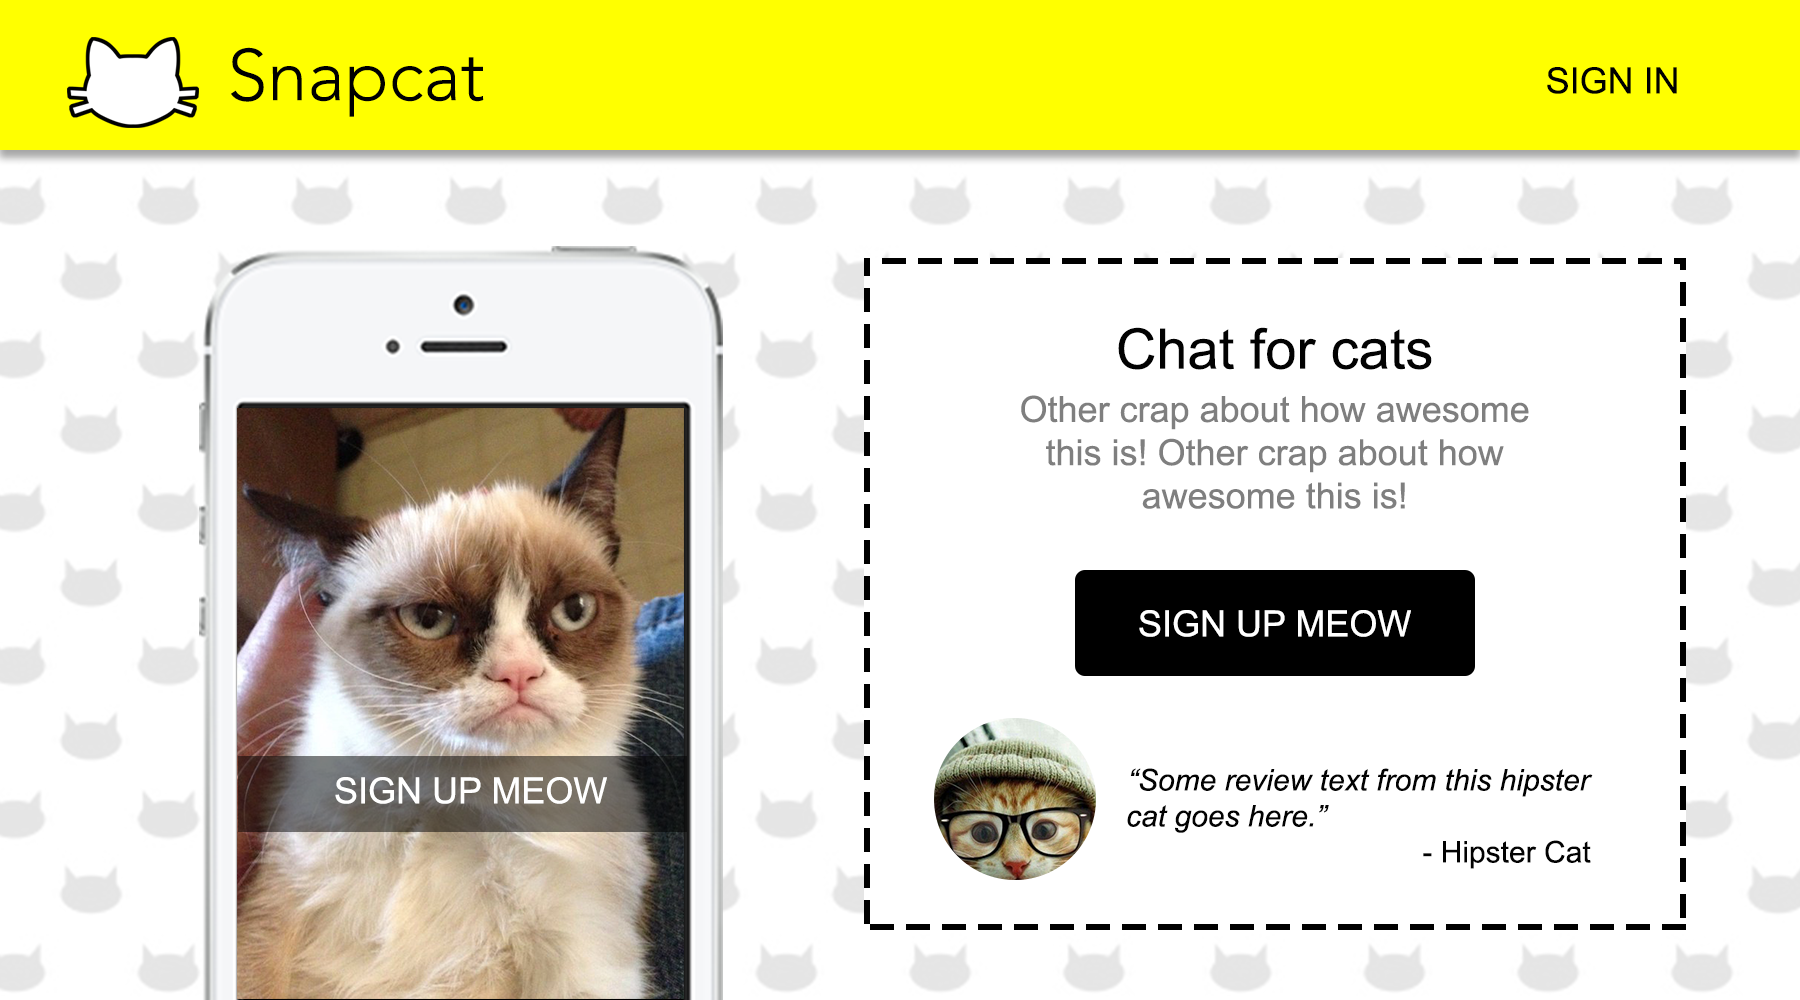 Snapcat
SIGN IN
SIGN UP MEOW
Chat for cats
Other crap about how awesome
this is! Other crap about how
awesome this is!
SIGN UP MEOW
“Some review text from this hipster
cat goes here.”
- Hipster Cat